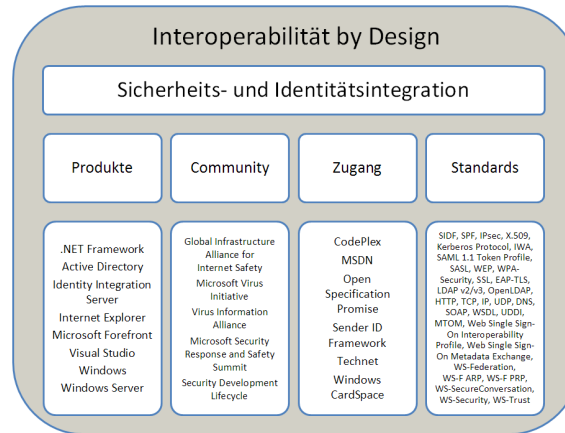 Interoperabilität by Design
Sicherheits- und Identitätsintegration
Produkte
Community
Zugang
Standards
.NET Framework
Active Directory
Identity Integration
Server
Internet Explorer
Microsoft Forefront
Visual Studio
Windows
Windows Server
Global Infrastructure
Alliance for
Internet Safety
Microsoft Virus
Initiative
Virus Information
Alliance
Microsoft Security
Response and Safety
Summit
Security Development
Lifecycle
CodePlex
MSDN
Open
Specification
Promise
Sender ID
Framework
Technet
Windows
CardSpace
SIDF, SPF, IPsec, X.509,
Kerberos Protocol, IWA,
SAML 1.1 Token Profile,
SASL, WEP, WPA-
Security, SSL, EAP-TLS,
LDAP v2/v3, OpenLDAP,
HTTP, TCP, IP, UDP, DNS,
SOAP, WSDL, UDDI,
MTOM, Web Single Sign-
On Interoperability
Profile, Web Single Sign-
On Metadata Exchange,
WS-Federation,
WS-F ARP, WS-F PRP,
WS-SecureConversation,
WS-Security, WS-Trust